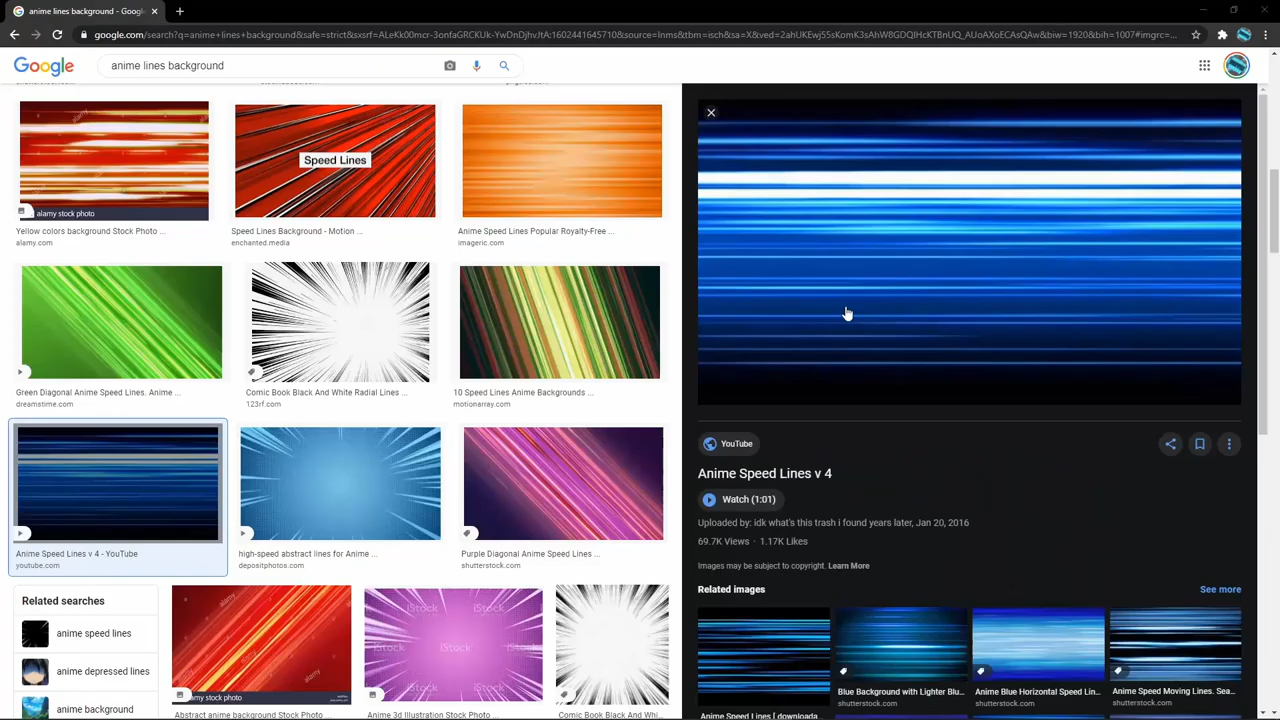 anime lines background - Google
google.com/search?q=anime+lines+background&safe=strict&sxsrf=ALeKk00mcr-3onfaGRCKUk-YwDnDjhvJtA:1602441645710&source=lnms&tbm=isch&sa=X&ved=2ahUKEwj55sKomK3sAhW8GDQIHcKTBnUQ_AUoAXoECAsQAw&biw=1920&bih=1007#imgrc=...
Google
anime lines background
alamy stock photo
Yellow colors background Stock Photo ...
alamy.com
Speed Lines
Speed Lines Background - Motion ...
enchanted.media
Anime Speed Lines Popular Royalty-Free ...
imageric.com
Green Diagonal Anime Speed Lines. Anime ...
dreamstime.com
Comic Book Black And White Radial Lines ...
123rf.com
10 Speed Lines Anime Backgrounds ...
motionarray.com
Anime Speed Lines v 4 - YouTube
youtube.com
high-speed abstract lines for Anime ...
depositphotos.com
Purple Diagonal Anime Speed Lines ...
shutterstock.com
Related searches
anime speed lines
anime depressed lines
anime background
alamy
alamy stock photo
Abstract anime background Stock Photo ...
iStock
iStock
iStock
Anime 3d Illustration Stock Photo ...
Comic Book Black And Whi...
YouTube
Anime Speed Lines v 4
Watch (1:01)
Uploaded by: idk what's this trash i found years later, Jan 20, 2016
69.7K Views · 1.17K Likes
Images may be subject to copyright. Learn More
Related images
See more
Anime Speed Lines [ downloada...
Blue Background with Lighter Blu...
shutterstock.com
Anime Blue Horizontal Speed Lin...
shutterstock.com
Anime Speed Moving Lines. Sea...
shutterstock.com